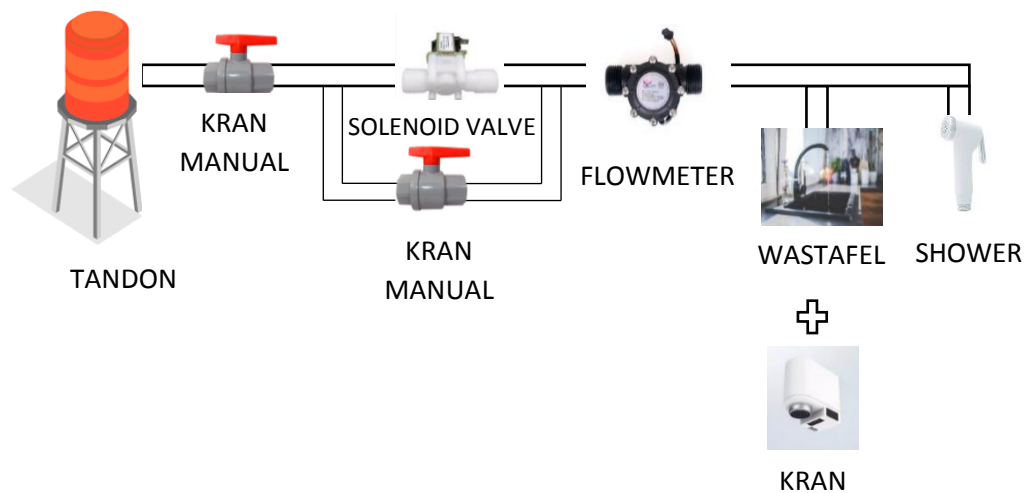 KRAN
MANUAL
SOLENOID VALVE
FLOWMETER
KRAN
MANUAL
TANDON
WASTAFEL
SHOWER
KRAN